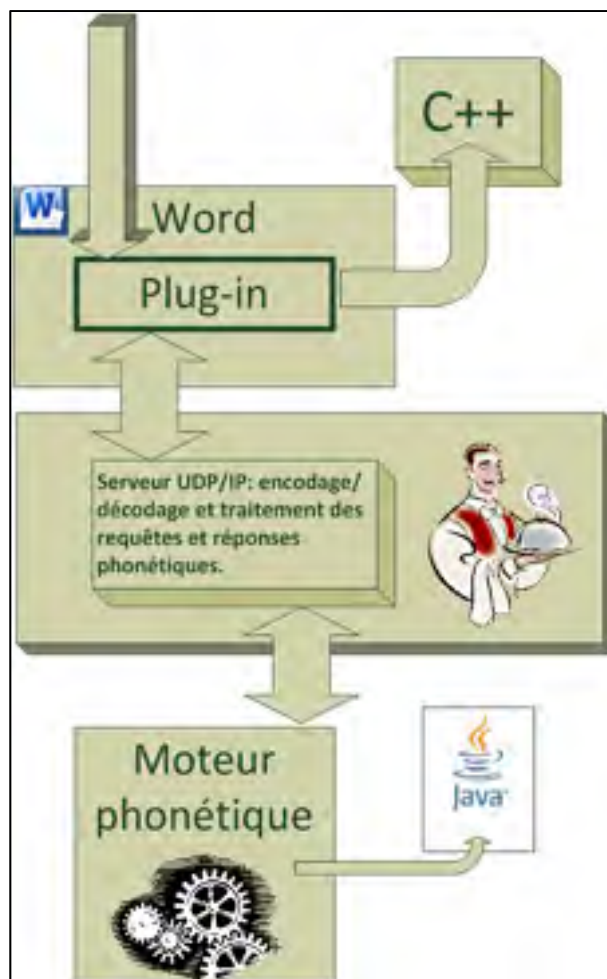 C++
W
Word
Plug-in
Serveur UDP/IP: encodage/
décodage et traitement des
requêtes et réponses
phonétiques.
Moteur
phonétique
Java